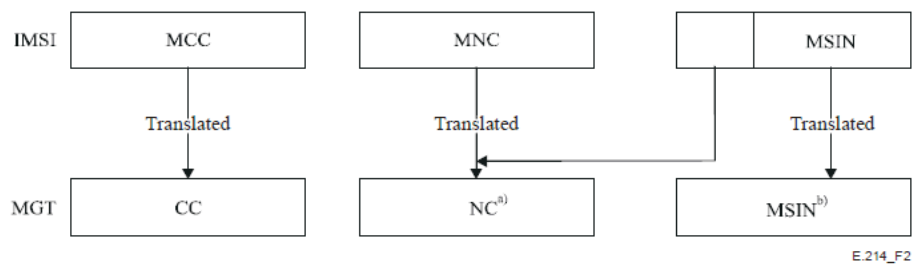 IMSI MCC MNC MSIN
Translated Translated Translated
MGT CC NC a) MSIN b)
E.214_F2